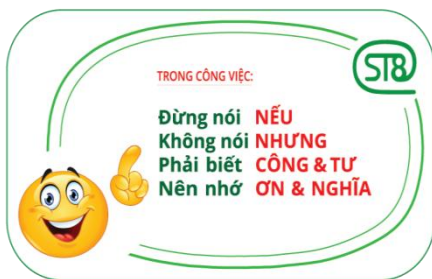 ST8
TRONG CÔNG VIỆC:
Đừng nói NẾU
Không nói NHƯNG
Phải biết CÔNG & TƯ
Nên nhớ ƠN & NGHĨA